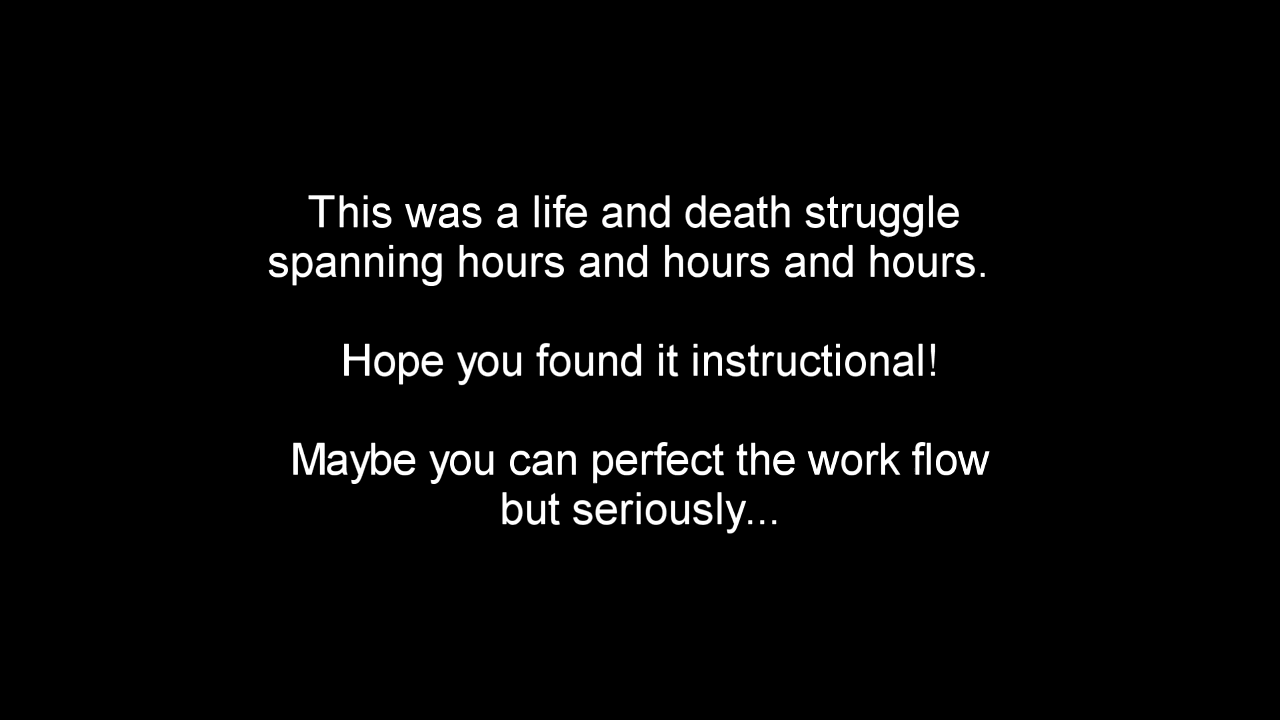 This was a life and death struggle
spanning hours and hours and hours.
Hope you found it instructional!
Maybe you can perfect the work flow
but seriously...